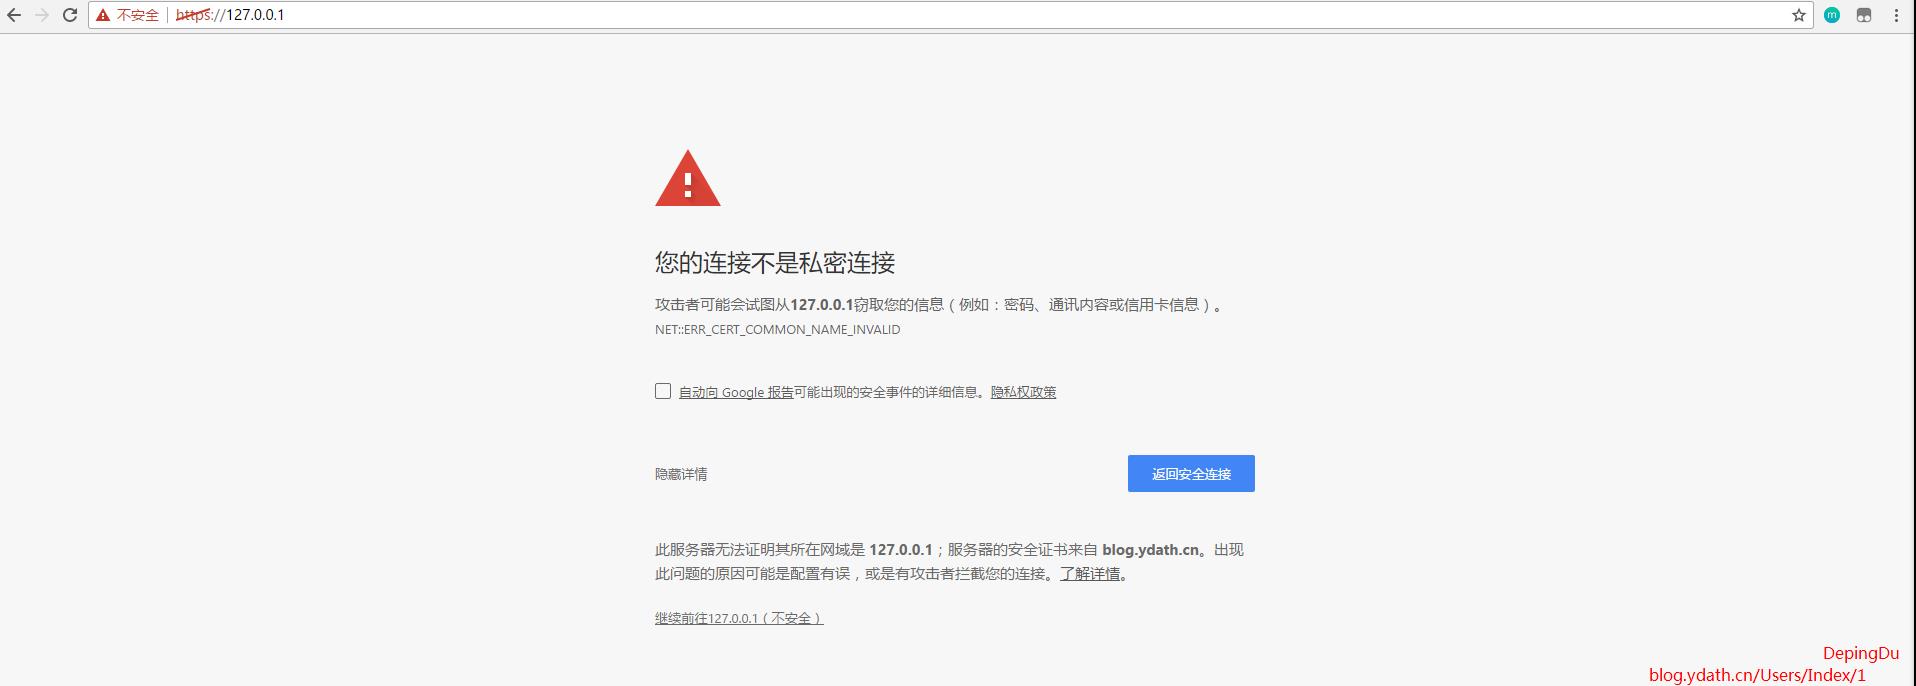 不安全 https://127.0.0.1
m
您的连接不是私密连接
攻击者可能会试图从127.0.0.1窃取您的信息（例如：密码、通讯内容或信用卡信息）。
NET::ERR_CERT_COMMON_NAME_INVALID
自动向 Google 报告可能出现的安全事件的详细信息。隐私权政策
隐藏详情
返回安全连接
此服务器无法证明其所在网域是 127.0.0.1；服务器的安全证书来自 blog.ydath.cn。出现
此问题的原因可能是配置有误，或是有攻击者拦截您的连接。了解详情。
继续前往127.0.0.1（不安全）
DepingDu
blog.ydath.cn/Users/Index/1